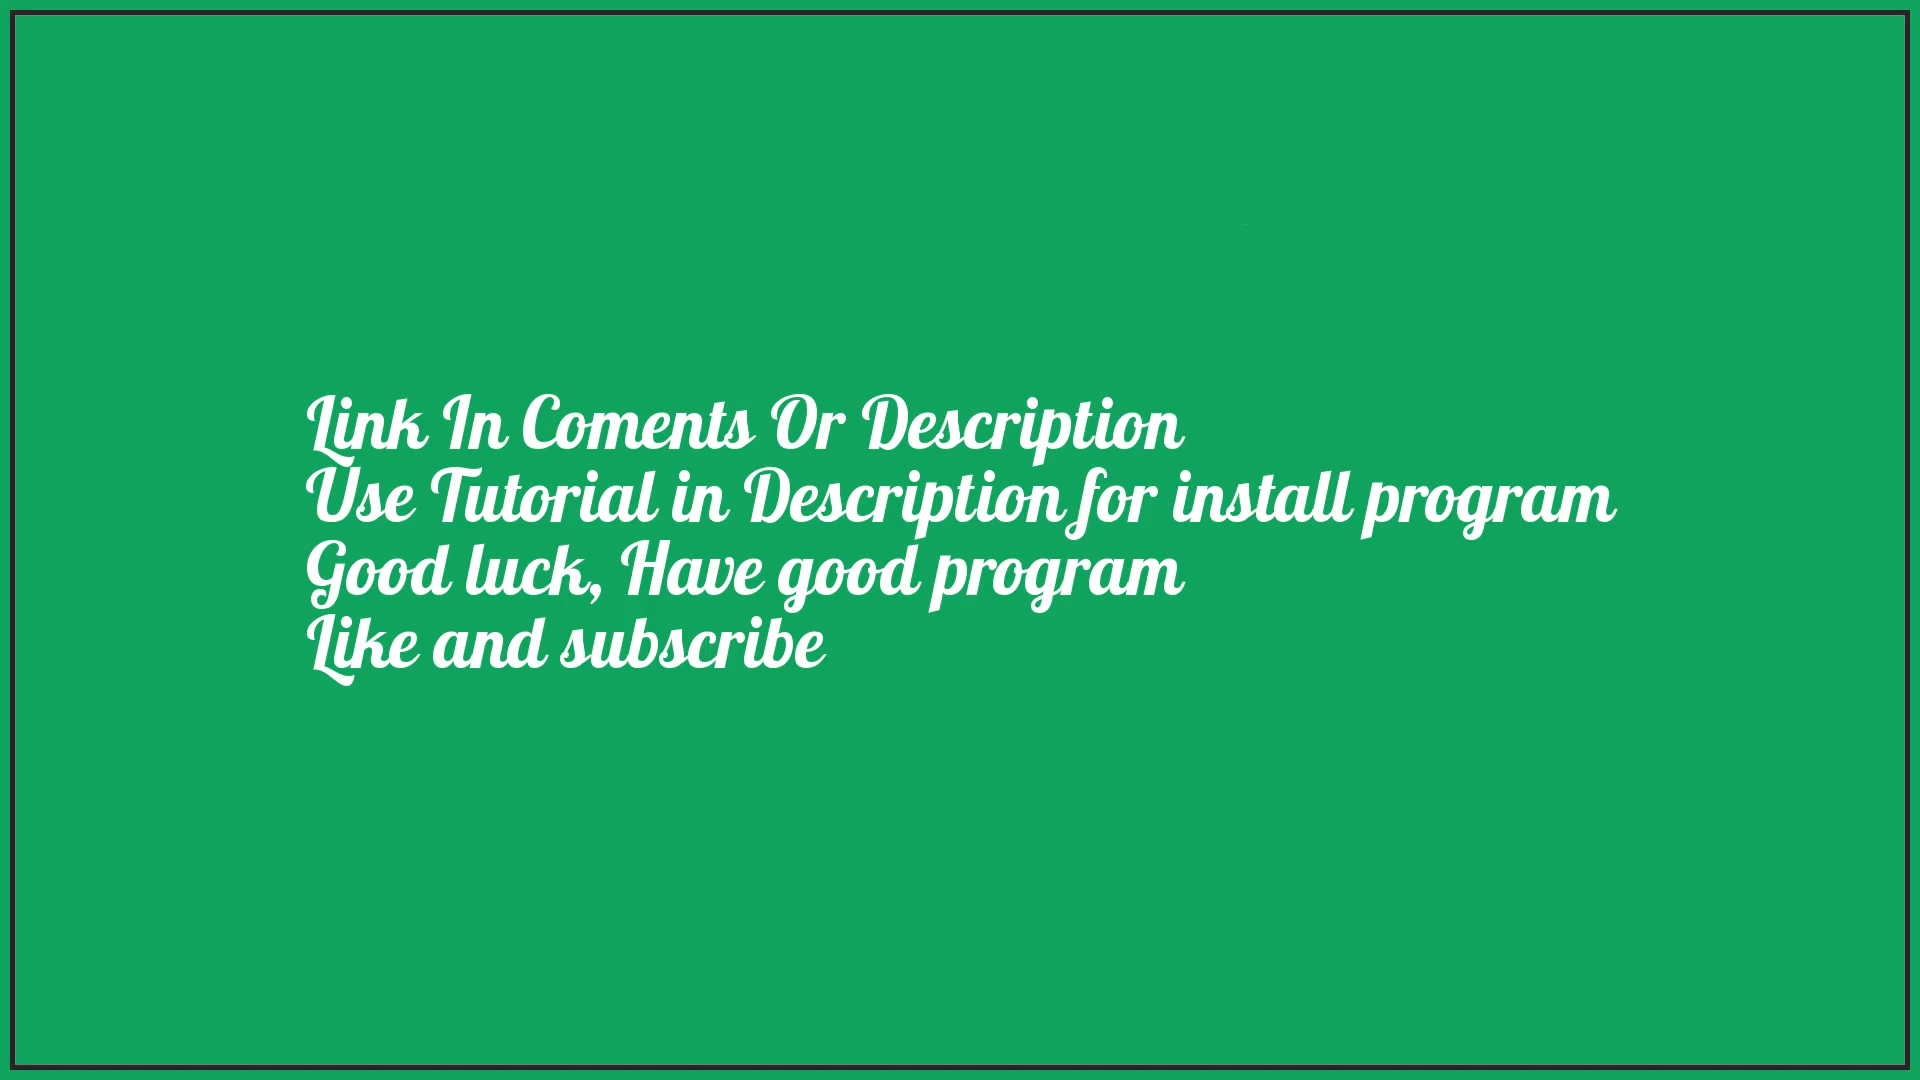 Link In Coments Or Description
Use Tutorial in Description for install program
Good luck, Have good program
Like and subscribe